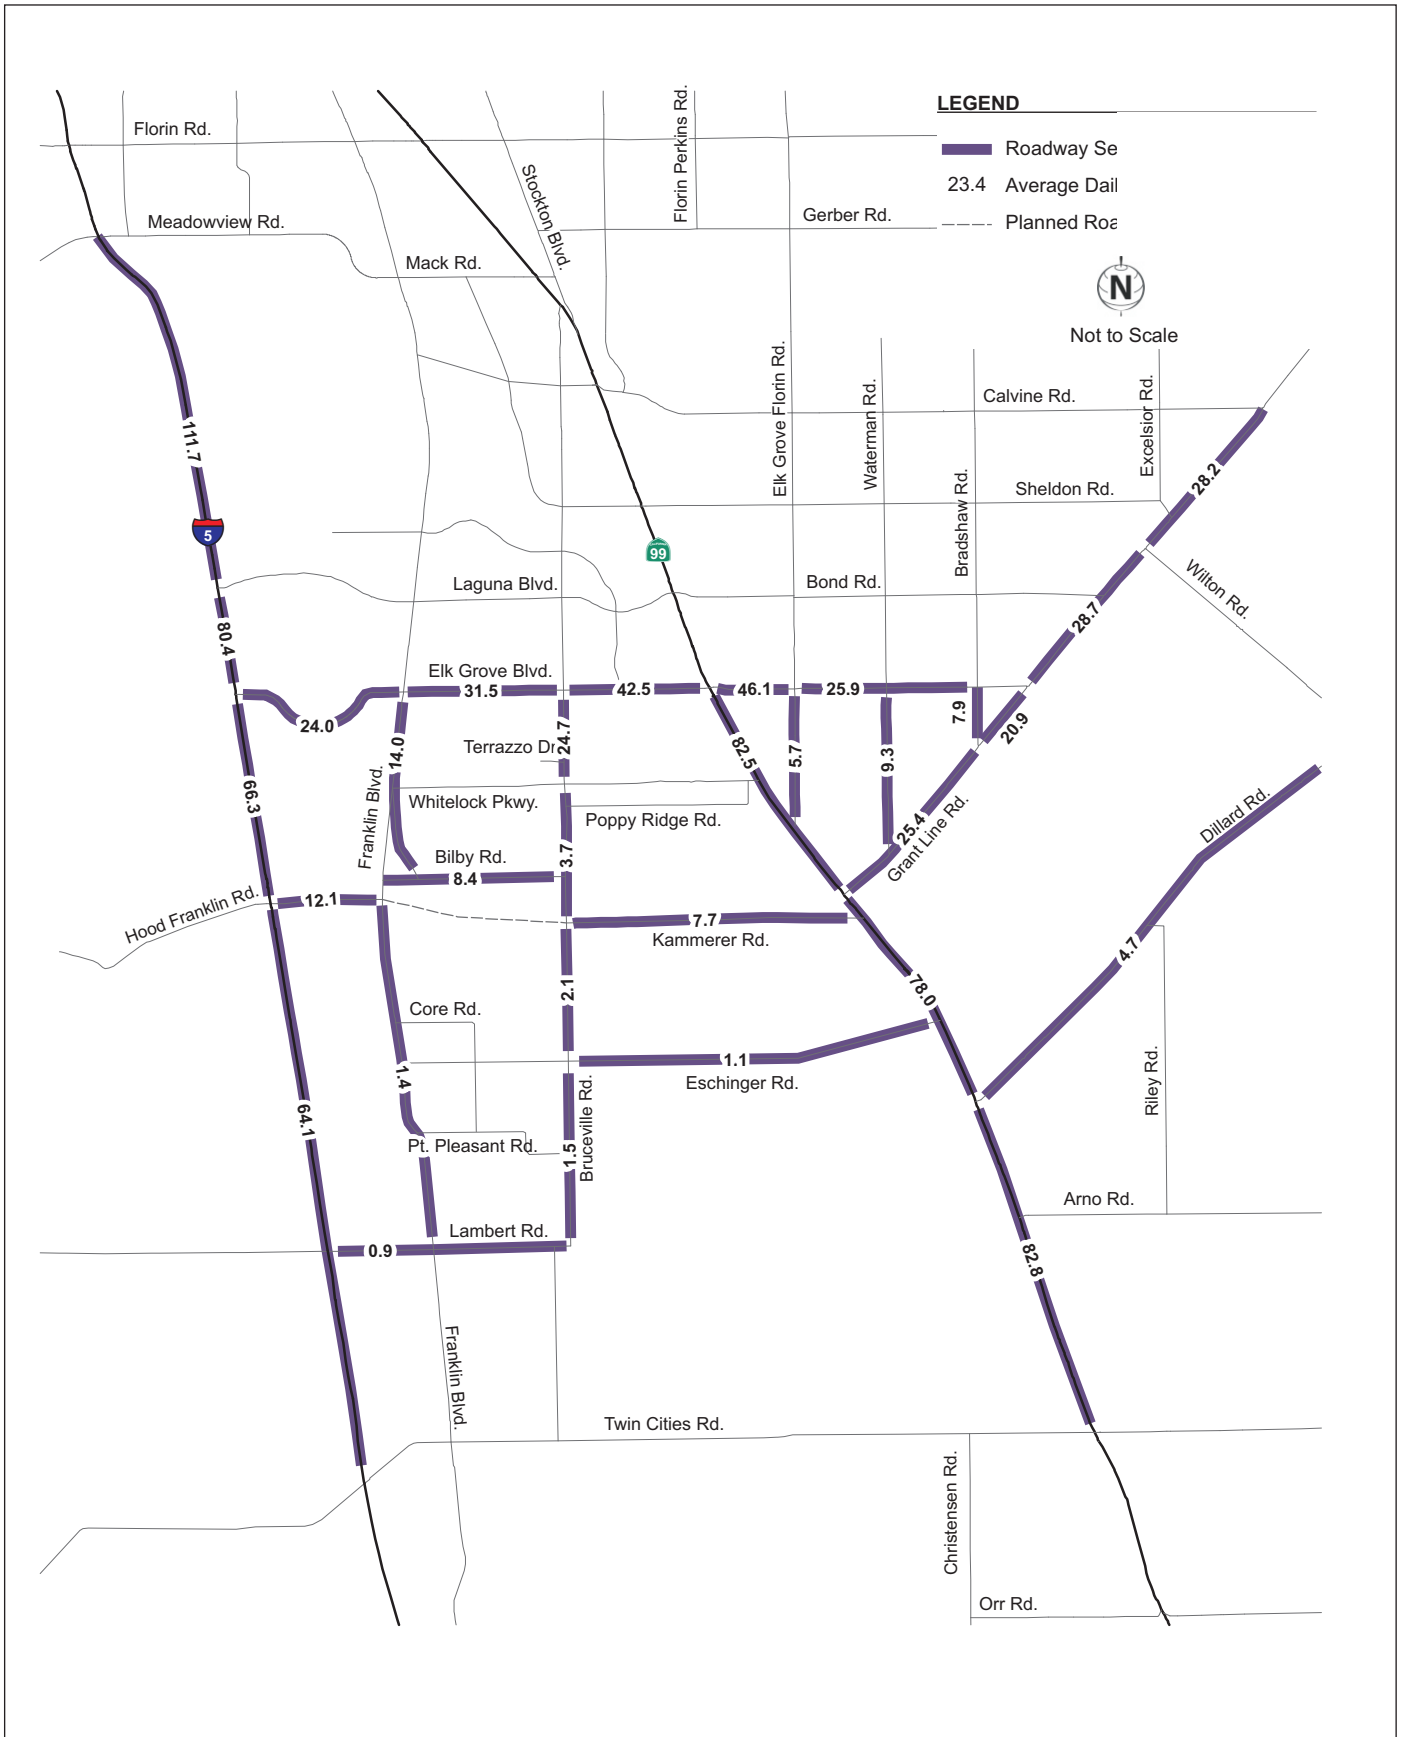 LEGEND
Roadway Se
23.4 Average Dail
Planned Roa
N
Not to Scale
Florin Rd.
Meadowview Rd.
Mack Rd.
Stockton Blvd.
Florin Perkins Rd.
Gerber Rd.
Elk Grove Florin Rd.
Waterman Rd.
Bradshaw Rd.
Calvine Rd.
Excelsior Rd.
Sheldon Rd.
28.2
111.7
5
99
Laguna Blvd.
Bond Rd.
Wilton Rd.
28.7
80.4
Elk Grove Blvd.
31.5
42.5
46.1
25.9
24.0
7.9
20.9
14.0
Terrazzo Dr
24.7
82.5
5.7
9.3
66.3
Franklin Blvd.
Whitelock Pkwy.
Poppy Ridge Rd.
25.4
Grant Line Rd.
Dillard Rd.
Bilby Rd.
8.4
3.7
Hood Franklin Rd.
12.1
7.7
Kammerer Rd.
4.7
78.0
2.1
Core Rd.
1.4
1.1
Eschinger Rd.
Riley Rd.
64.1
Pt. Pleasant Rd.
1.5
Bruceville Rd.
Arno Rd.
Lambert Rd.
0.9
82.8
Franklin Blvd.
Twin Cities Rd.
Christensen Rd.
Orr Rd.